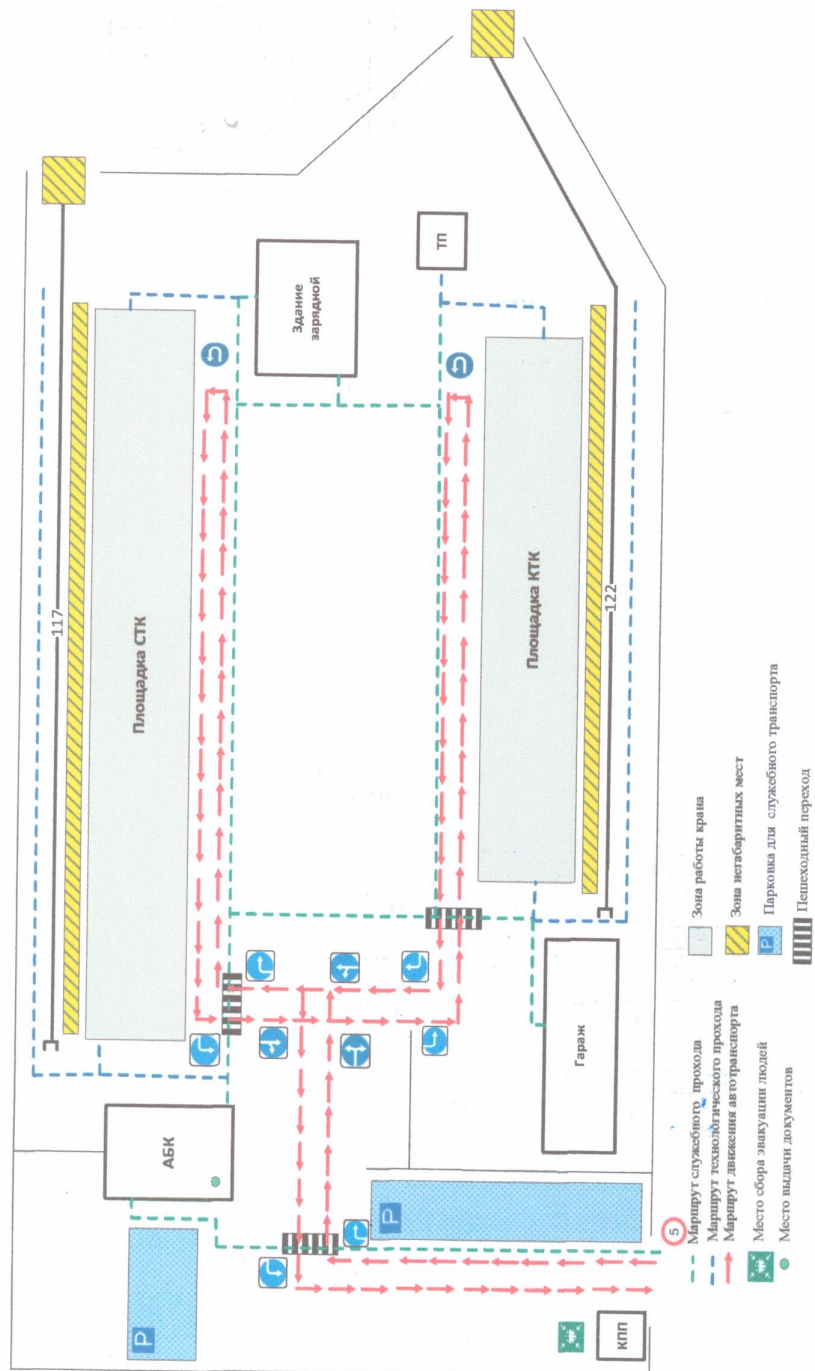 117
Площадка СТК
Здание
зарядной
ТП
Площадка КТК
122
АБК
Гараж
P
P
КПП
5
Маршрут служебного прохода
Маршрут технологического прохода
Маршрут движения автотранспорта
Место сбора эвакуации людей
Место выдачи документов
Зона работы крана
Зона негабаритных мест
P
Парковка для служебного транспорта
Пешеходный переход